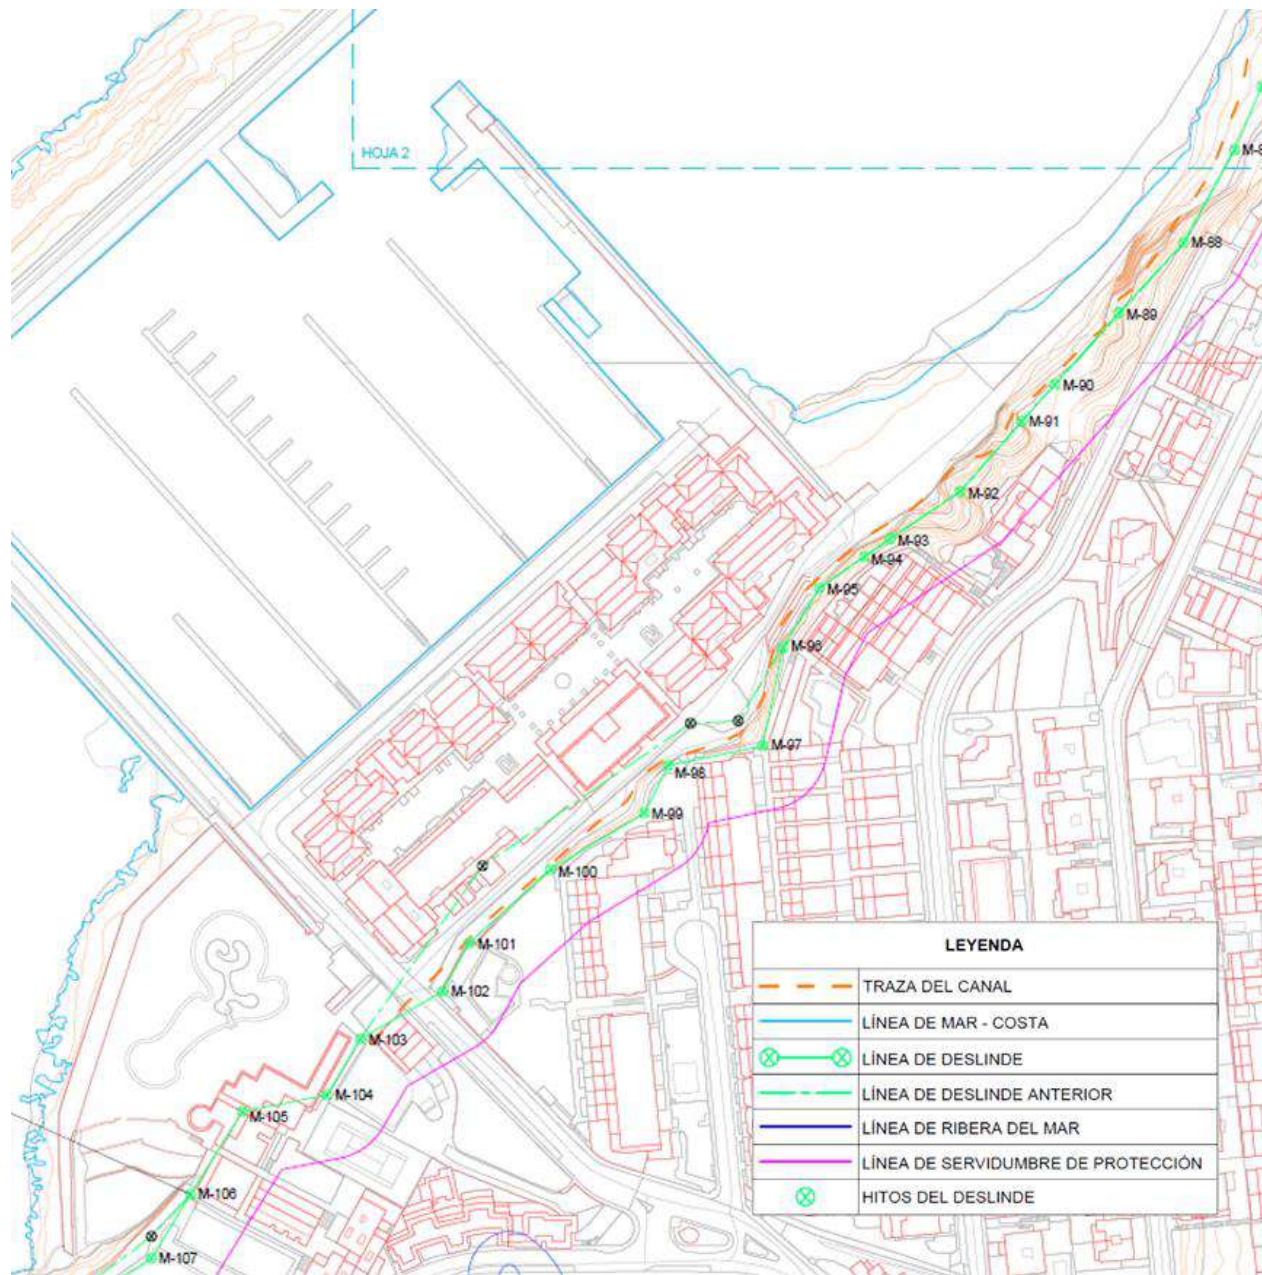 HOJA 2
M-88
M-89
M-90
M-91
M-92
M-93
M-94
M-95
M-96
M-97
M-98
M-99
M-100
M-101
M-102
M-103
M-104
M-105
M-106
M-107
LEYENDA
TRAZA DEL CANAL
LÍNEA DE MAR - COSTA
LÍNEA DE DESLINDE
LÍNEA DE DESLINDE ANTERIOR
LÍNEA DE RIBERA DEL MAR
LÍNEA DE SERVIDUMBRE DE PROTECCIÓN
HITOS DEL DESLINDE